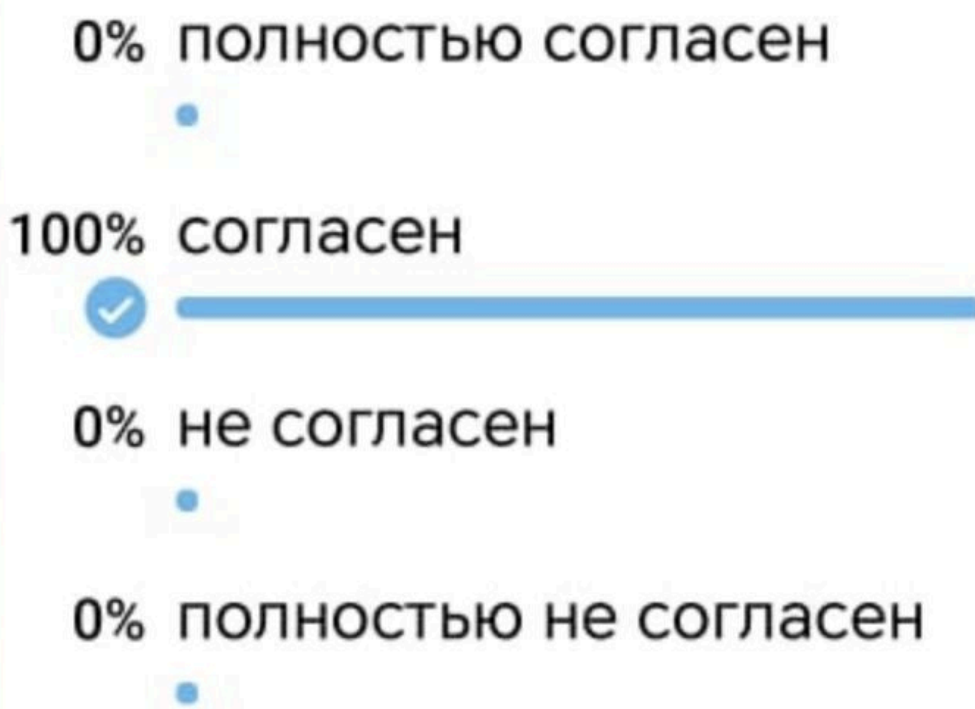 0% полностью согласен
100% согласен
0% не согласен
0% полностью не согласен